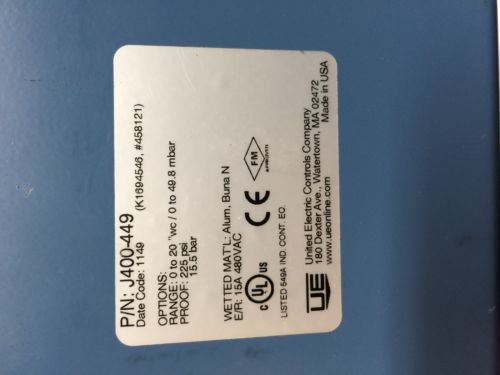 P/N: J400-449
Date Code: 1149 (K1694546, #458121)
OPTIONS:
RANGE: 0 to 20 "wc / 0 to 49.8 mbar
PROOF: 225 psi
15.5 bar
WETTED MAT'L: Alum, Buna N
E/R: 15A 480VAC
FM
APPROVED
CE
C UL US
LISTED 549A IND. CONT. EQ.
UE
United Electric Controls Company
180 Dexter Ave., Watertown, MA 02472
www.ueonline.com
Made in USA